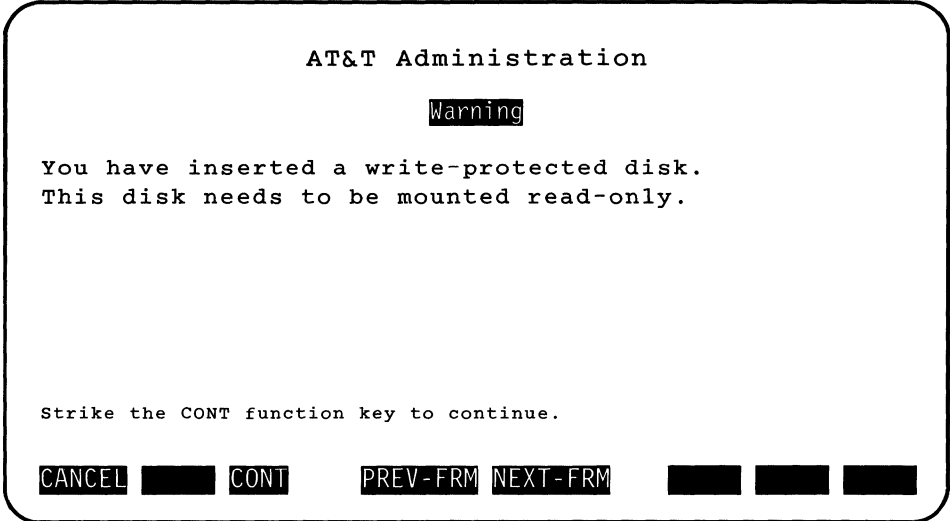 AT&T Administration
Warning
You have inserted a write-protected disk.
This disk needs to be mounted read-only.
Strike the CONT function key to continue.
CANCEL CONT PREV-FRM NEXT-FRM